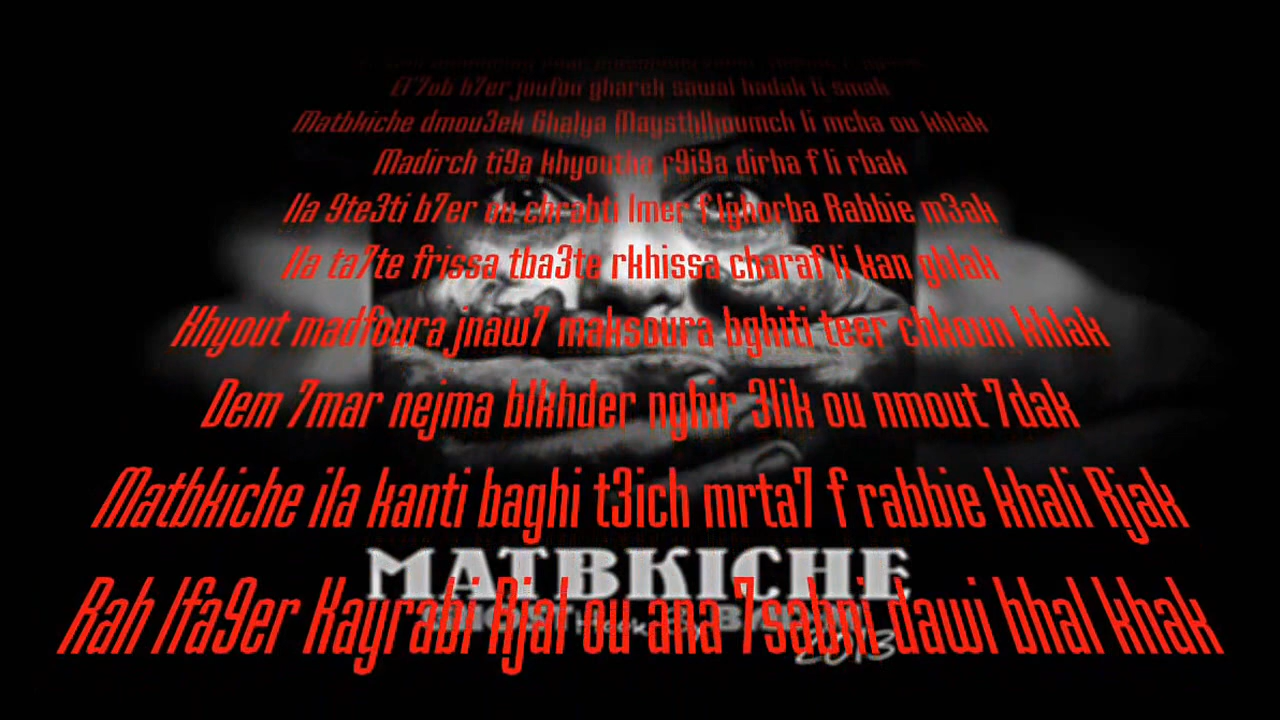 El7ob b7er joufou gharek sawal hadak li smak
Matbkiche dmou3ek Ghalya Maysthlhoumch li mcha ou khlak
Madirch ti9a khyoutha r9i9a dirha f li rbak
Ila 9te3ti b7er ou chrabti lmer f lghorba Rabbie m3ak
Ila ta7te frissa tba3te rkhissa charaf li kan ghlak
Khyout madfoura jnaw7 maksoura bghiti teer chkoun khlak
Dem 7mar nejma blkhder nghir 3lik ou nmout 7dak
Matbkiche ila kanti baghi t3ich mrta7 f rabbie khali Rjak
MATBKICHE
Rah lfa9er Kayrabi Rjal ou ana 7sabni dawi bhal khak
2013